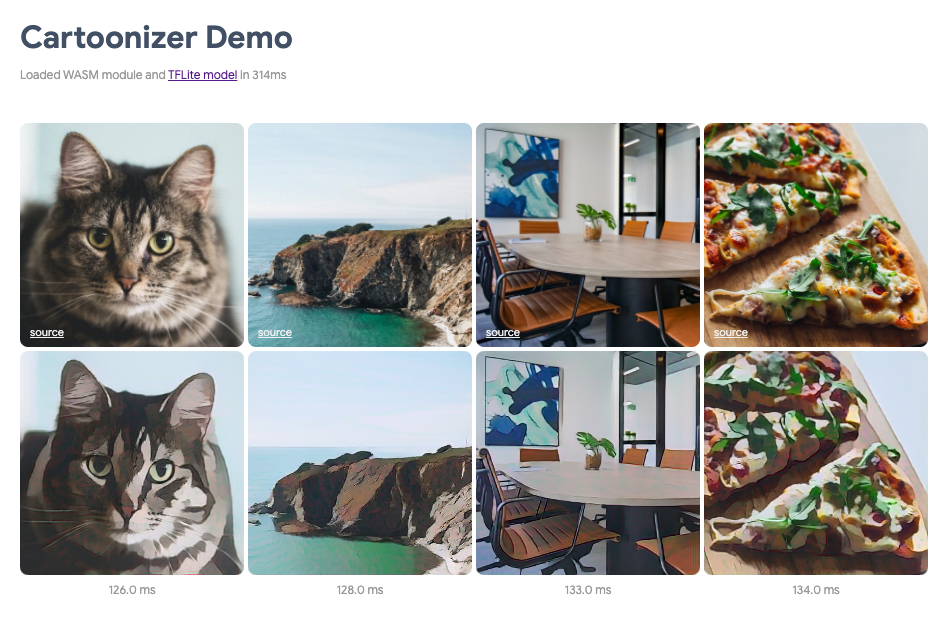 Cartoonizer Demo
Loaded WASM module and TFLite model in 314ms
source source source source
126.0 ms 128.0 ms 133.0 ms 134.0 ms